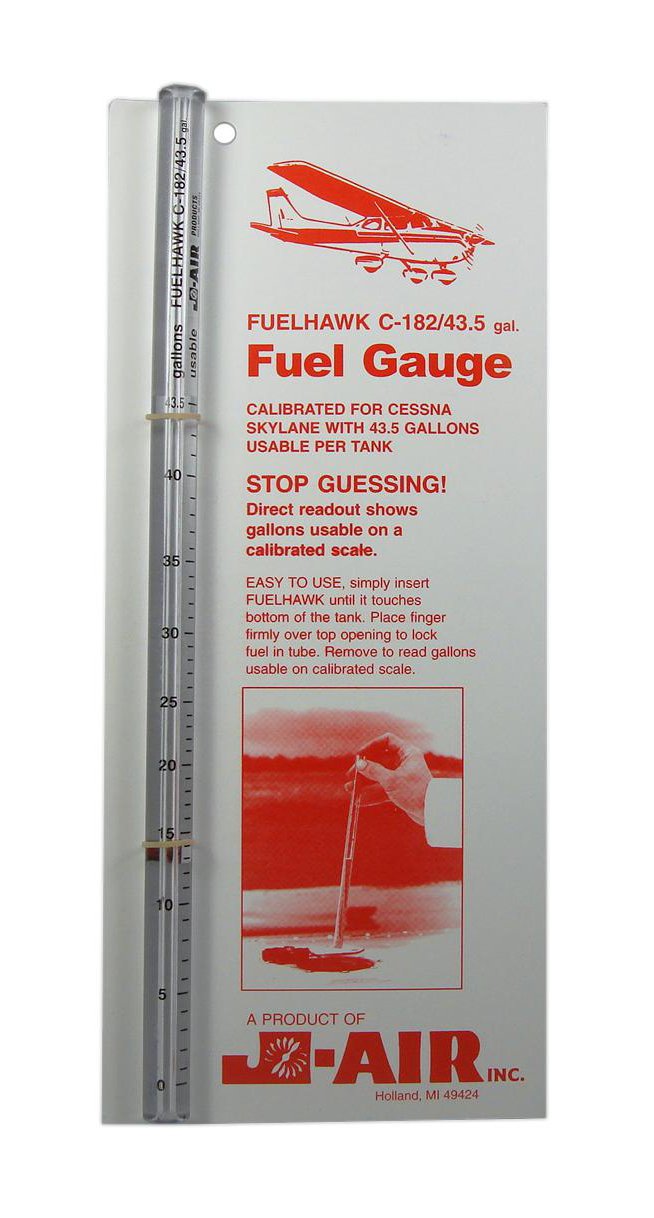 gallons FUELHAWK C-182/43.5 gal.
usable J-AIR PRODUCTS
43.5
40
35
30
25
20
15
10
5
0
FUELHAWK C-182/43.5 gal.
Fuel Gauge
CALIBRATED FOR CESSNA
SKYLANE WITH 43.5 GALLONS
USABLE PER TANK
STOP GUESSING!
Direct readout shows
gallons usable on a
calibrated scale.
EASY TO USE, simply insert
FUELHAWK until it touches
bottom of the tank. Place finger
firmly over top opening to lock
fuel in tube. Remove to read gallons
usable on calibrated scale.
A PRODUCT OF
J-AIR INC.
Holland, MI 49424